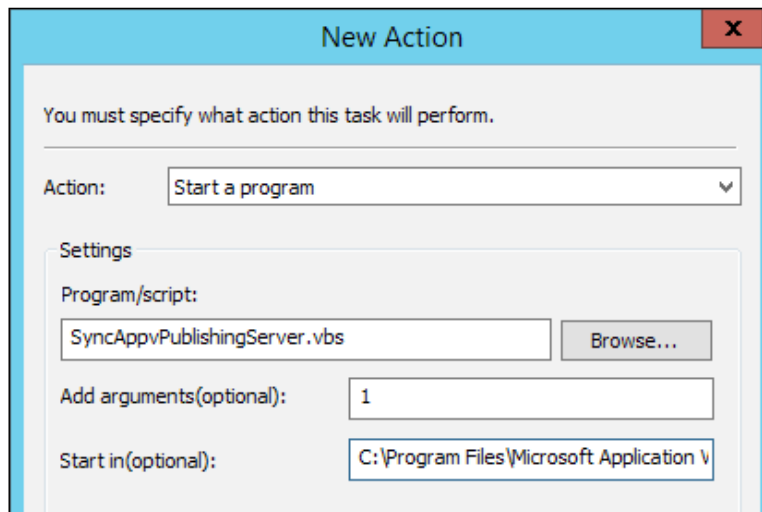 New Action
x
You must specify what action this task will perform.
Action: Start a program
Settings
Program/script:
SyncAppvPublishingServer.vbs Browse...
Add arguments(optional): 1
Start in(optional): C:\Program Files\Microsoft Application